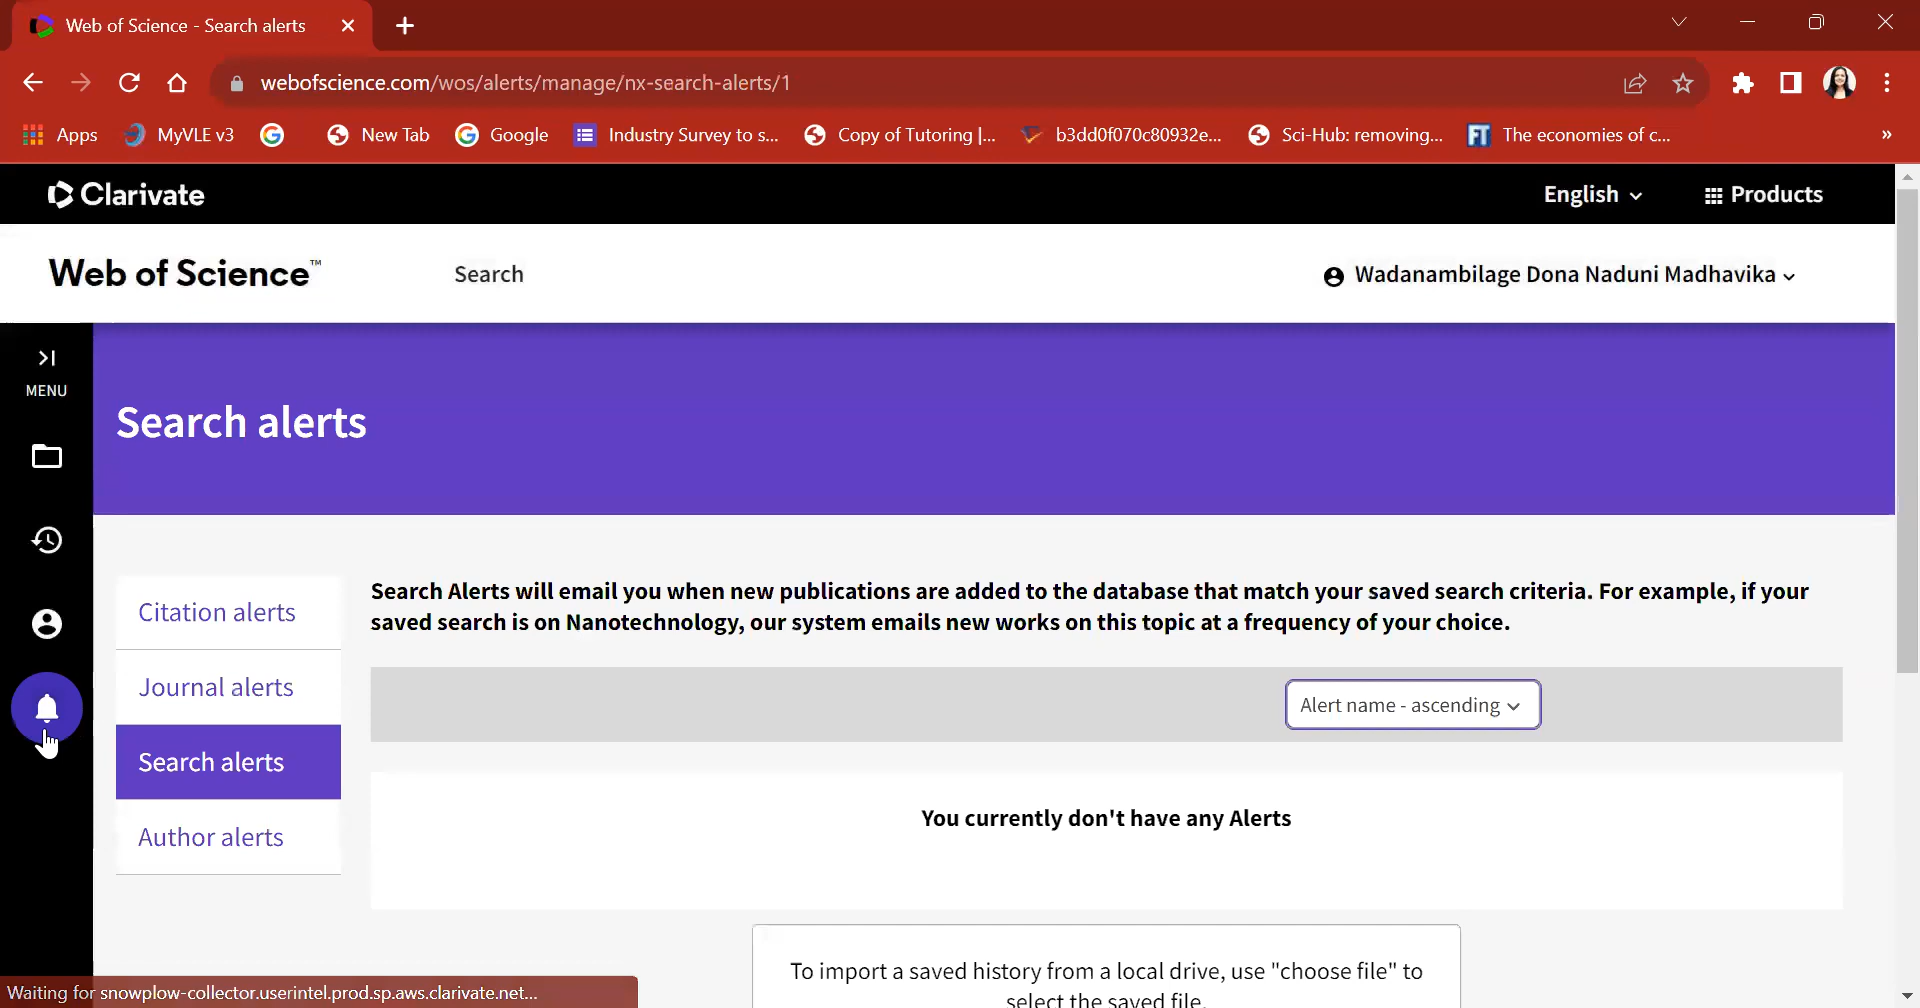 Web of Science - Search alerts
webofscience.com/wos/alerts/manage/nx-search-alerts/1
Apps MyVLE v3 New Tab Google Industry Survey to s... Copy of Tutoring |... b3dd0f070c80932e... Sci-Hub: removing... FT The economies of c... »
Clarivate English Products
Web of Science™ Search Wadanambilage Dona Naduni Madhavika
MENU
Search alerts
Citation alerts
Journal alerts
Search alerts
Author alerts
Search Alerts will email you when new publications are added to the database that match your saved search criteria. For example, if your
saved search is on Nanotechnology, our system emails new works on this topic at a frequency of your choice.
Alert name - ascending
You currently don't have any Alerts
To import a saved history from a local drive, use "choose file" to
select the saved file.
Waiting for snowplow-collector.userintel.prod.sp.aws.clarivate.net...